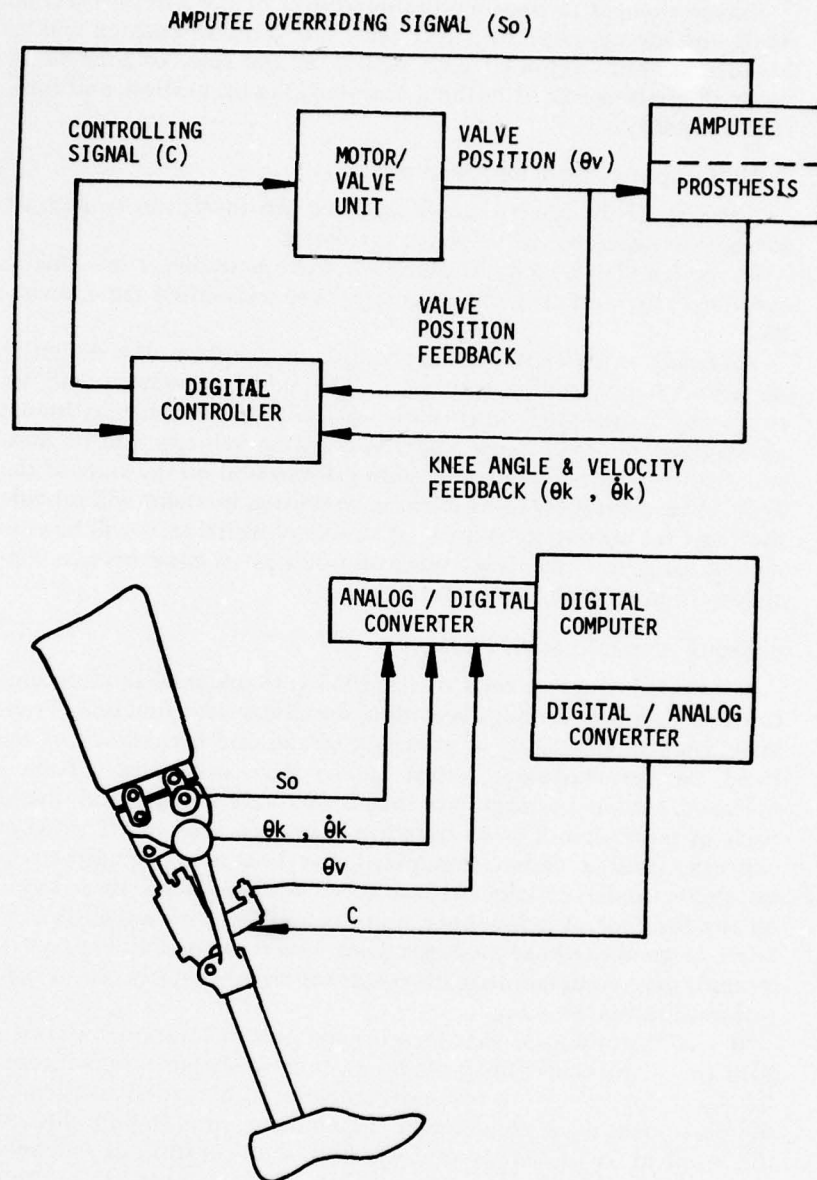 AMPUTEE OVERRIDING SIGNAL (So)
CONTROLLING
SIGNAL (C)
MOTOR/
VALVE
UNIT
VALVE
POSITION (θv)
AMPUTEE
PROSTHESIS
VALVE
POSITION
FEEDBACK
DIGITAL
CONTROLLER
KNEE ANGLE & VELOCITY
FEEDBACK (θk , θ̇k)
ANALOG / DIGITAL
CONVERTER
DIGITAL
COMPUTER
DIGITAL / ANALOG
CONVERTER
So
θk , θ̇k
θv
C